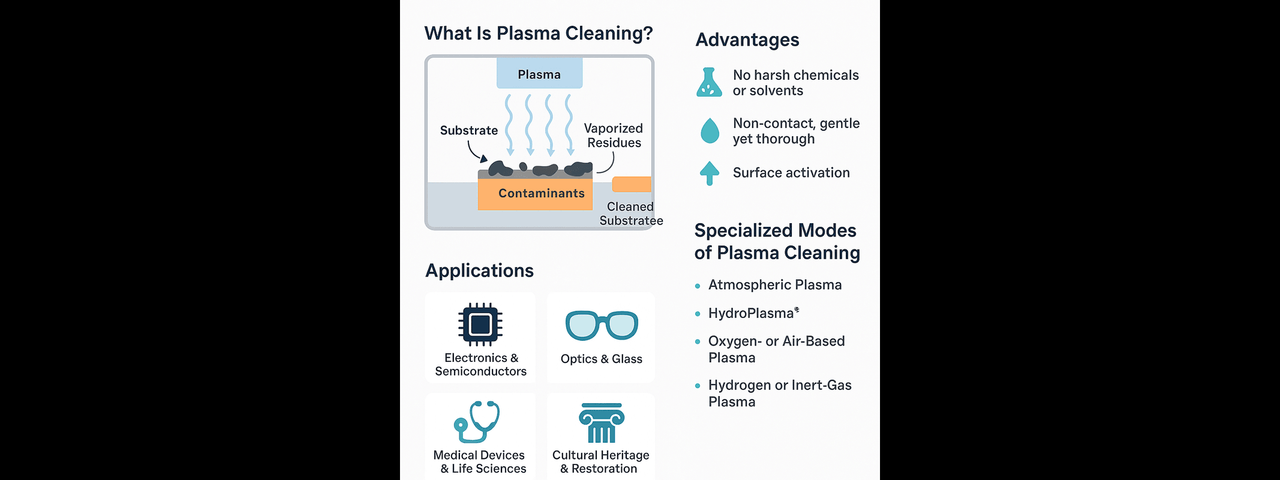 What Is Plasma Cleaning?
Plasma
Substrate
Vaporized
Residues
Contaminants
Cleaned
Substratee
Applications
Electronics &
Semiconductors
Optics & Glass
Medical Devices
& Life Sciences
Cultural Heritage
& Restoration
Advantages
No harsh chemicals
or solvents
Non-contact, gentle
yet thorough
Surface activation
Specialized Modes
of Plasma Cleaning
• Atmospheric Plasma
• HydroPlasma®
• Oxygen- or Air-Based
Plasma
• Hydrogen or Inert-Gas
Plasma